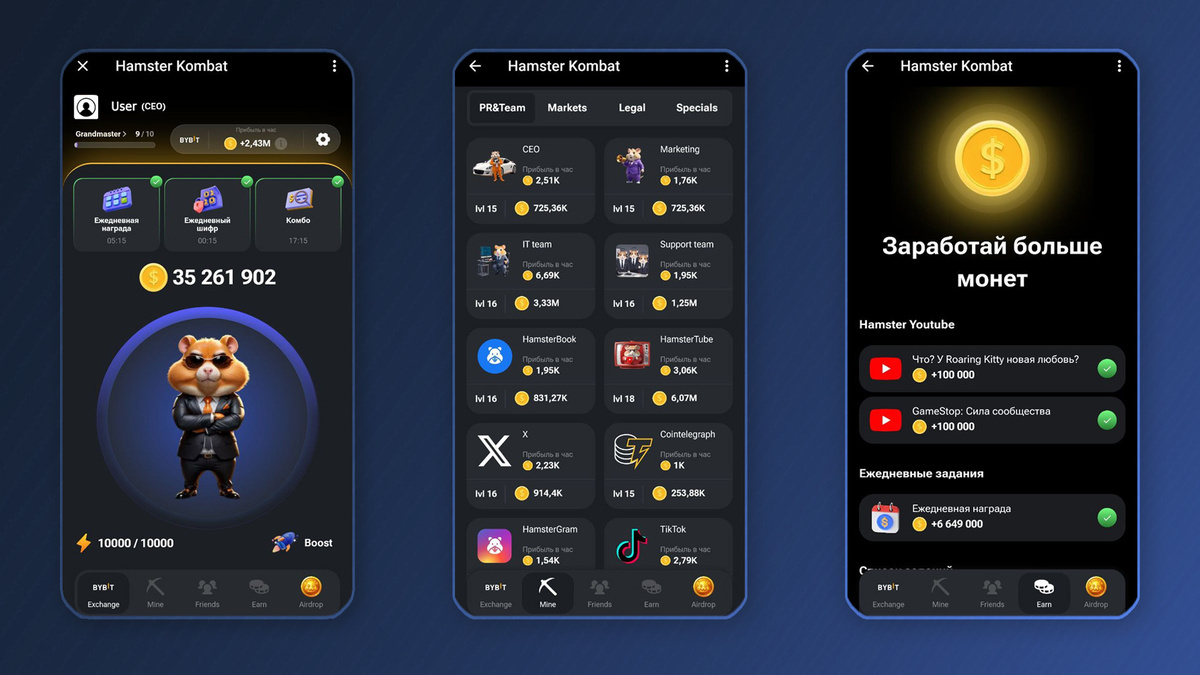 Hamster Kombat
User (CEO)
Grandmaster > 9 / 10
BYBIT
Прибыль в час
+2,43M
Ежедневная
награда
05:15
Ежедневный
шифр
00:15
Комбо
17:15
35 261 902
10000 / 10000
Boost
BYBIT
Exchange
Mine
Friends
Earn
Airdrop
Hamster Kombat
PR&Team
Markets
Legal
Specials
CEO
Прибыль в час
2,51K
lvl 15
725,36K
Marketing
Прибыль в час
1,76K
lvl 15
725,36K
IT team
Прибыль в час
6,69K
lvl 16
3,33M
Support team
Прибыль в час
1,95K
lvl 16
1,25M
HamsterBook
Прибыль в час
1,95K
lvl 16
831,27K
HamsterTube
Прибыль в час
3,06K
lvl 18
6,07M
X
Прибыль в час
2,23K
lvl 16
914,4K
Cointelegraph
Прибыль в час
1K
lvl 15
253,88K
HamsterGram
Прибыль в час
1,54K
TikTok
Прибыль в час
2,79K
BYBIT
Exchange
Mine
Friends
Earn
Airdrop
Hamster Kombat
Заработай больше
монет
Hamster Youtube
Что? У Roaring Kitty новая любовь?
+100 000
GameStop: Сила сообщества
+100 000
Ежедневные задания
Ежедневная награда
+6 649 000
BYBIT
Exchange
Mine
Friends
Earn
Airdrop